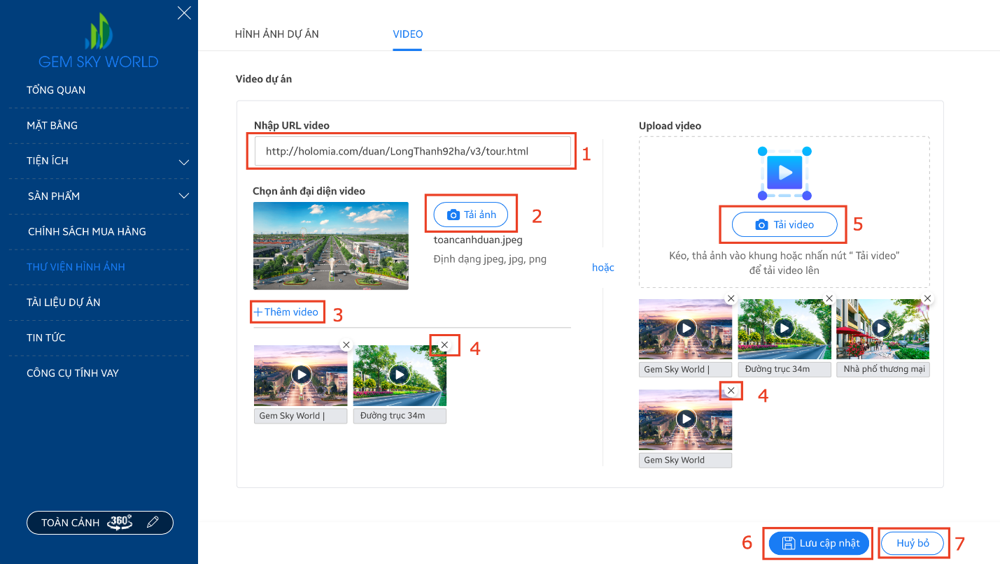 GEM SKY WORLD
TỔNG QUAN
MẶT BẰNG
TIỆN ÍCH
SẢN PHẨM
CHÍNH SÁCH MUA HÀNG
THƯ VIỆN HÌNH ẢNH
TÀI LIỆU DỰ ÁN
TIN TỨC
CÔNG CỤ TÍNH VAY
TOÀN CẢNH 360°
HÌNH ẢNH DỰ ÁN
VIDEO
Video dự án
Nhập URL video
http://holomia.com/duan/LongThanh92ha/v3/tour.html
1
Chọn ảnh đại diện video
Tải ảnh
2
toancanhduan.jpeg
Định dạng jpeg, jpg, png
+ Thêm video
3
4
Gem Sky World |
Đường trục 34m
hoặc
Upload vịdeo
Tải video
5
Kéo, thả ảnh vào khung hoặc nhấn nút “ Tải video”
để tải video lên
Gem Sky World |
Đường trục 34m
Nhà phố thương mại
4
Gem Sky World
6
Lưu cập nhật
Huỷ bỏ
7